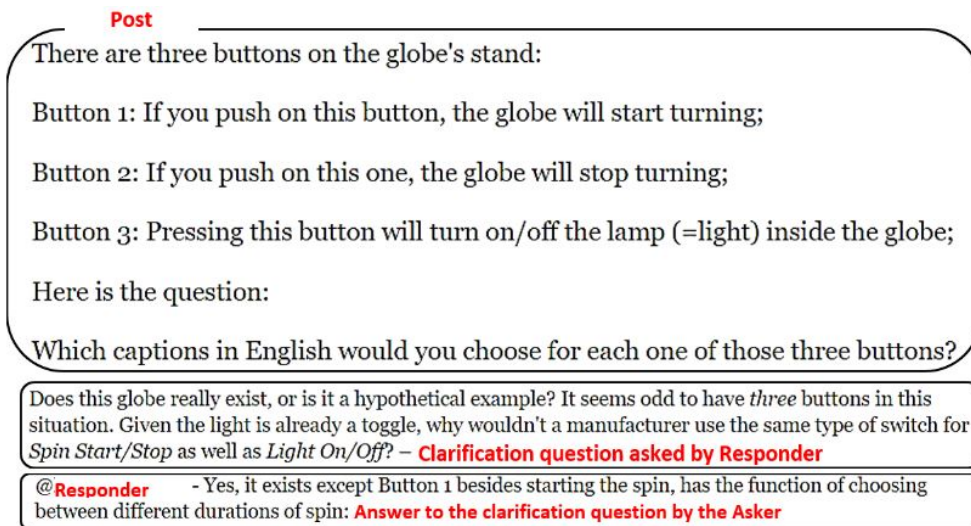 Post
There are three buttons on the globe's stand:
Button 1: If you push on this button, the globe will start turning;
Button 2: If you push on this one, the globe will stop turning;
Button 3: Pressing this button will turn on/off the lamp (=light) inside the globe;
Here is the question:
Which captions in English would you choose for each one of those three buttons?
Does this globe really exist, or is it a hypothetical example? It seems odd to have three buttons in this
situation. Given the light is already a toggle, why wouldn't a manufacturer use the same type of switch for
Spin Start/Stop as well as Light On/Off? – Clarification question asked by Responder
@Responder - Yes, it exists except Button 1 besides starting the spin, has the function of choosing
between different durations of spin: Answer to the clarification question by the Asker